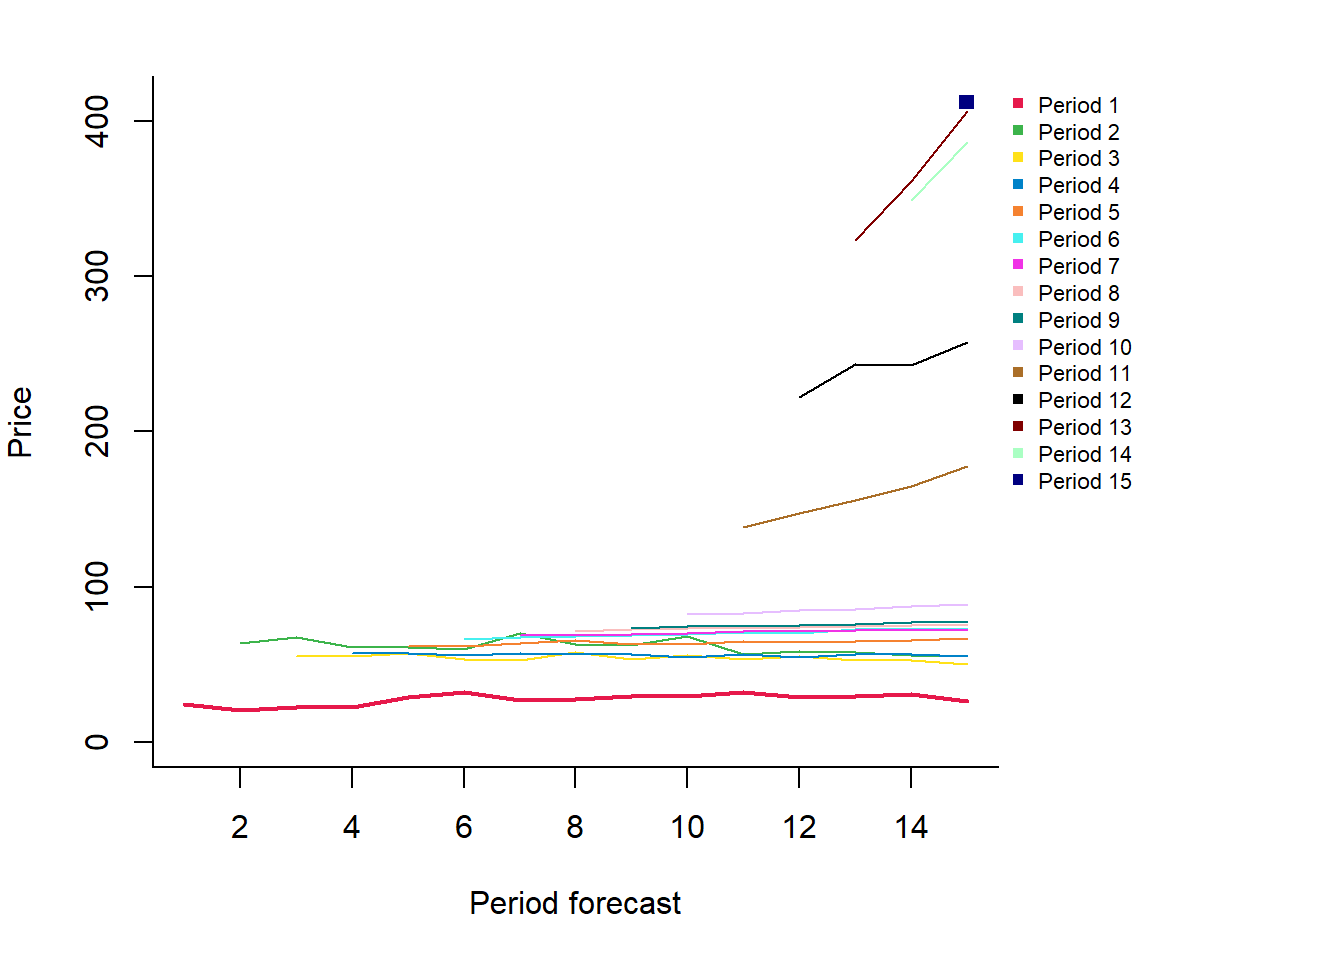 400
300
200
100
0
Price
2 4 6 8 10 12 14
Period forecast
Period 1
Period 2
Period 3
Period 4
Period 5
Period 6
Period 7
Period 8
Period 9
Period 10
Period 11
Period 12
Period 13
Period 14
Period 15